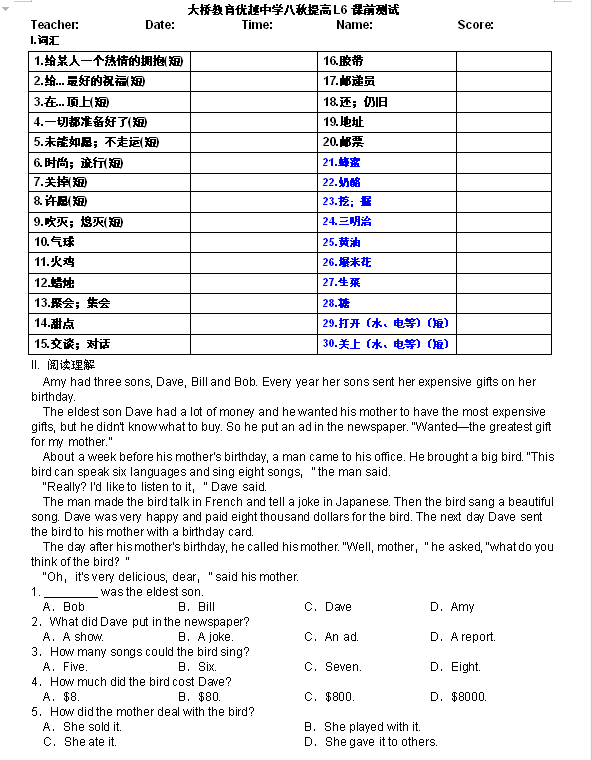 大桥教育优越中学八秋提高L6 课前测试
Teacher: Date: Time: Name: Score:
I.词汇
1.给某人一个热情的拥抱(短) 16.胶带
2.给...最好的祝福(短) 17.邮递员
3.在...顶上(短) 18.还；仍旧
4.一切都准备好了(短) 19.地址
5.未能如愿；不走运(短) 20.邮票
6.时尚；流行(短) 21.蜂蜜
7.关掉(短) 22.奶酪
8.许愿(短) 23.挖；掘
9.吹灭；熄灭(短) 24.三明治
10.气球 25.黄油
11.火鸡 26.爆米花
12.蜡烛 27.生菜
13.聚会；集会 28.糖
14.甜点 29.打开（水、电等）（短）
15.交谈；对话 30.关上（水、电等）（短）
II. 阅读理解
Amy had three sons, Dave, Bill and Bob. Every year her sons sent her expensive gifts on her
birthday.
The eldest son Dave had a lot of money and he wanted his mother to have the most expensive
gifts, but he didn't know what to buy. So he put an ad in the newspaper. "Wanted—the greatest gift
for my mother."
About a week before his mother's birthday, a man came to his office. He brought a big bird. "This
bird can speak six languages and sing eight songs，" the man said.
"Really? I'd like to listen to it，" Dave said.
The man made the bird talk in French and tell a joke in Japanese. Then the bird sang a beautiful
song. Dave was very happy and paid eight thousand dollars for the bird. The next day Dave sent
the bird to his mother with a birthday card.
The day after his mother's birthday, he called his mother. "Well, mother，" he asked, "what do you
think of the bird？"
"Oh，it's very delicious, dear，" said his mother.
1. ________ was the eldest son.
A．Bob B．Bill C．Dave D．Amy
2．What did Dave put in the newspaper?
A．A show. B．A joke. C．An ad. D．A report.
3．How many songs could the bird sing?
A．Five. B．Six. C．Seven. D．Eight.
4．How much did the bird cost Dave?
A．$8. B．$80. C．$800. D．$8000.
5．How did the mother deal with the bird?
A．She sold it. B．She played with it.
C．She ate it. D．She gave it to others.